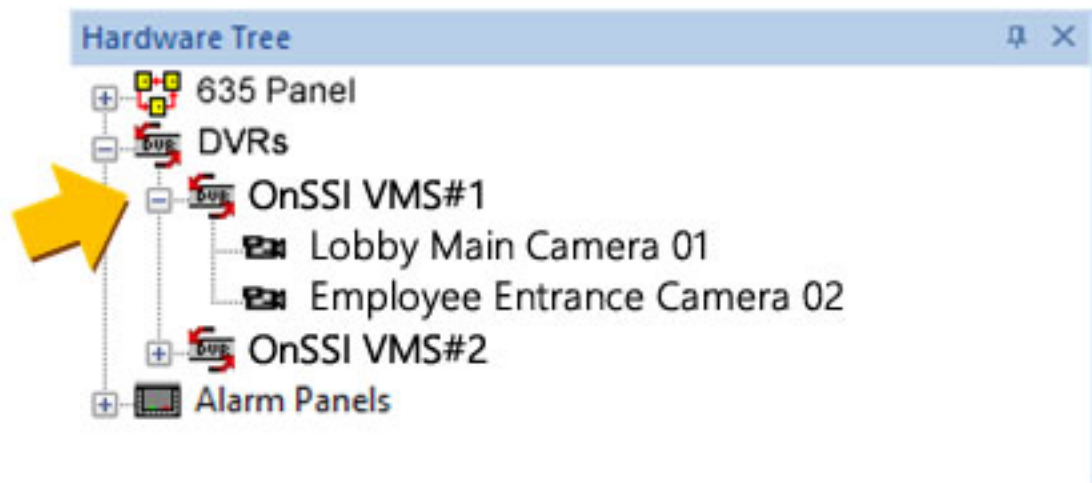 Hardware Tree
635 Panel
DVRs
OnSSI VMS#1
Lobby Main Camera 01
Employee Entrance Camera 02
OnSSI VMS#2
Alarm Panels